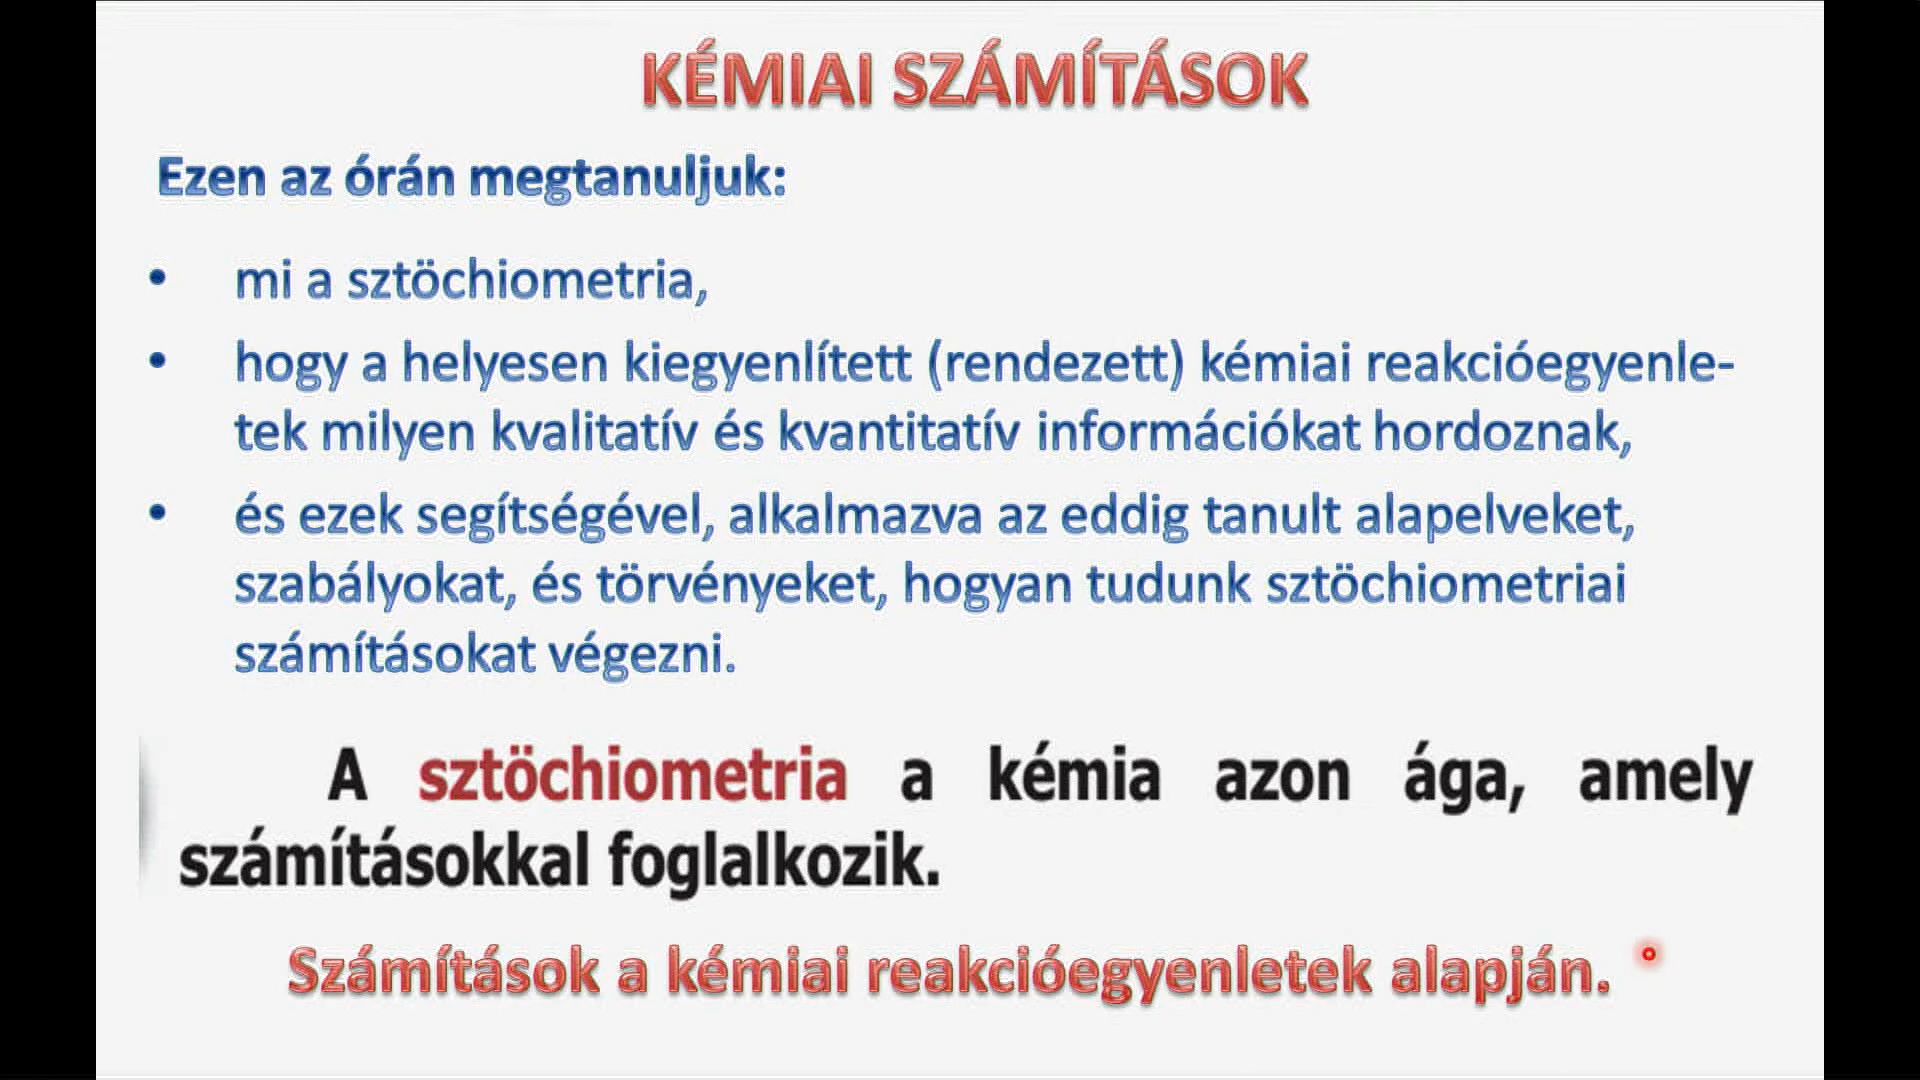 KÉMIAI SZÁMÍTÁSOK
Ezen az órán megtanuljuk:
• mi a sztöchiometria,
• hogy a helyesen kiegyenlített (rendezett) kémiai reakcióegyenle-
tek milyen kvalitatív és kvantitatív információkat hordoznak,
• és ezek segítségével, alkalmazva az eddig tanult alapelveket,
szabályokat, és törvényeket, hogyan tudunk sztöchiometriai
számításokat végezni.
A sztöchiometria a kémia azon ága, amely
számításokkal foglalkozik.
Számítások a kémiai reakcióegyenletek alapján.